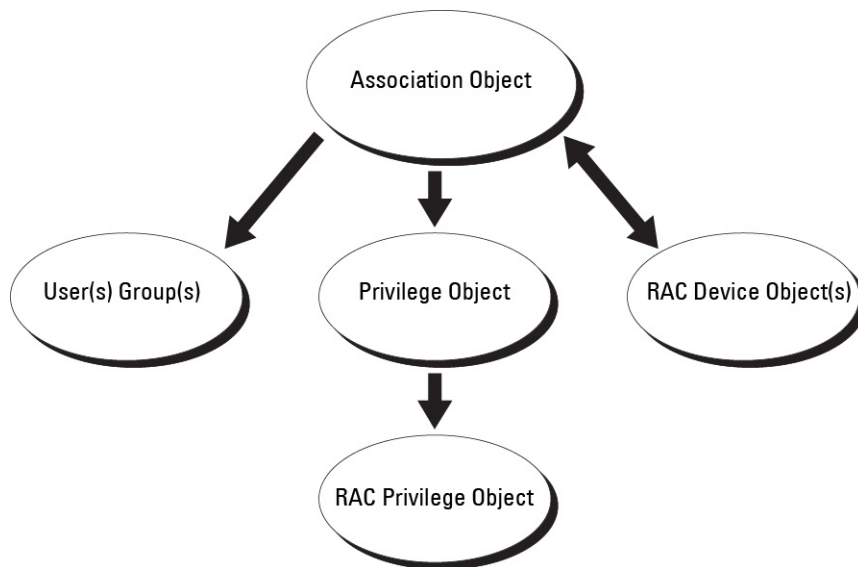 Association Object
User(s) Group(s)
Privilege Object
RAC Device Object(s)
RAC Privilege Object